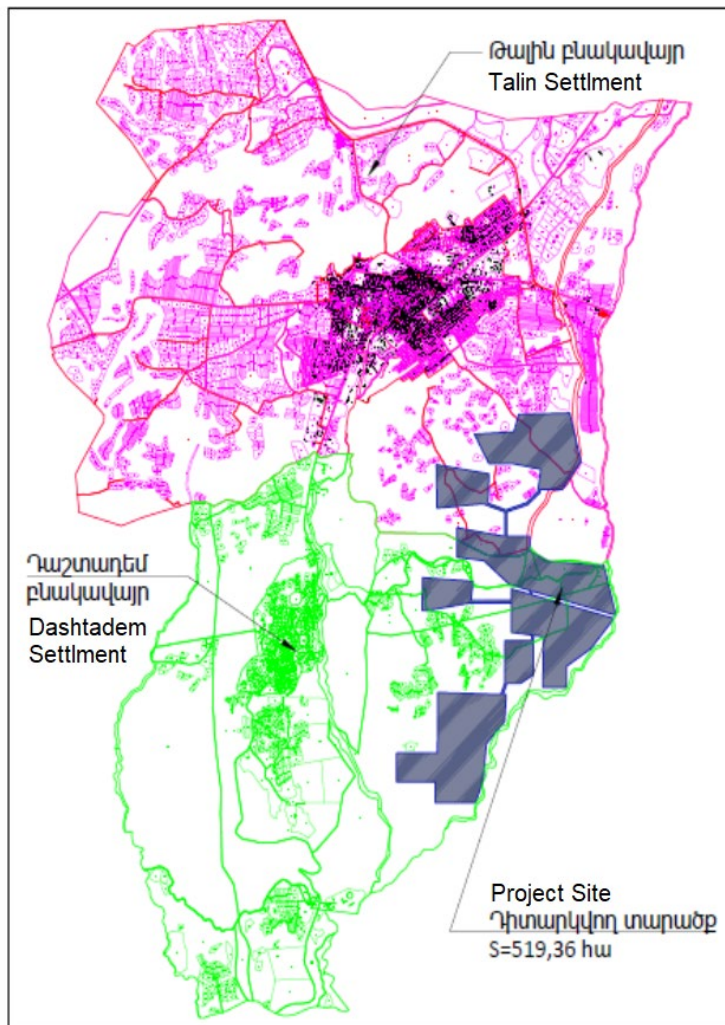 Թալին բնակավայր
Talin Settlment
Դաշտադեմ
բնակավայր
Dashtadem
Settlment
Project Site
Դիտարկվող տարածք
S=519,36 հա